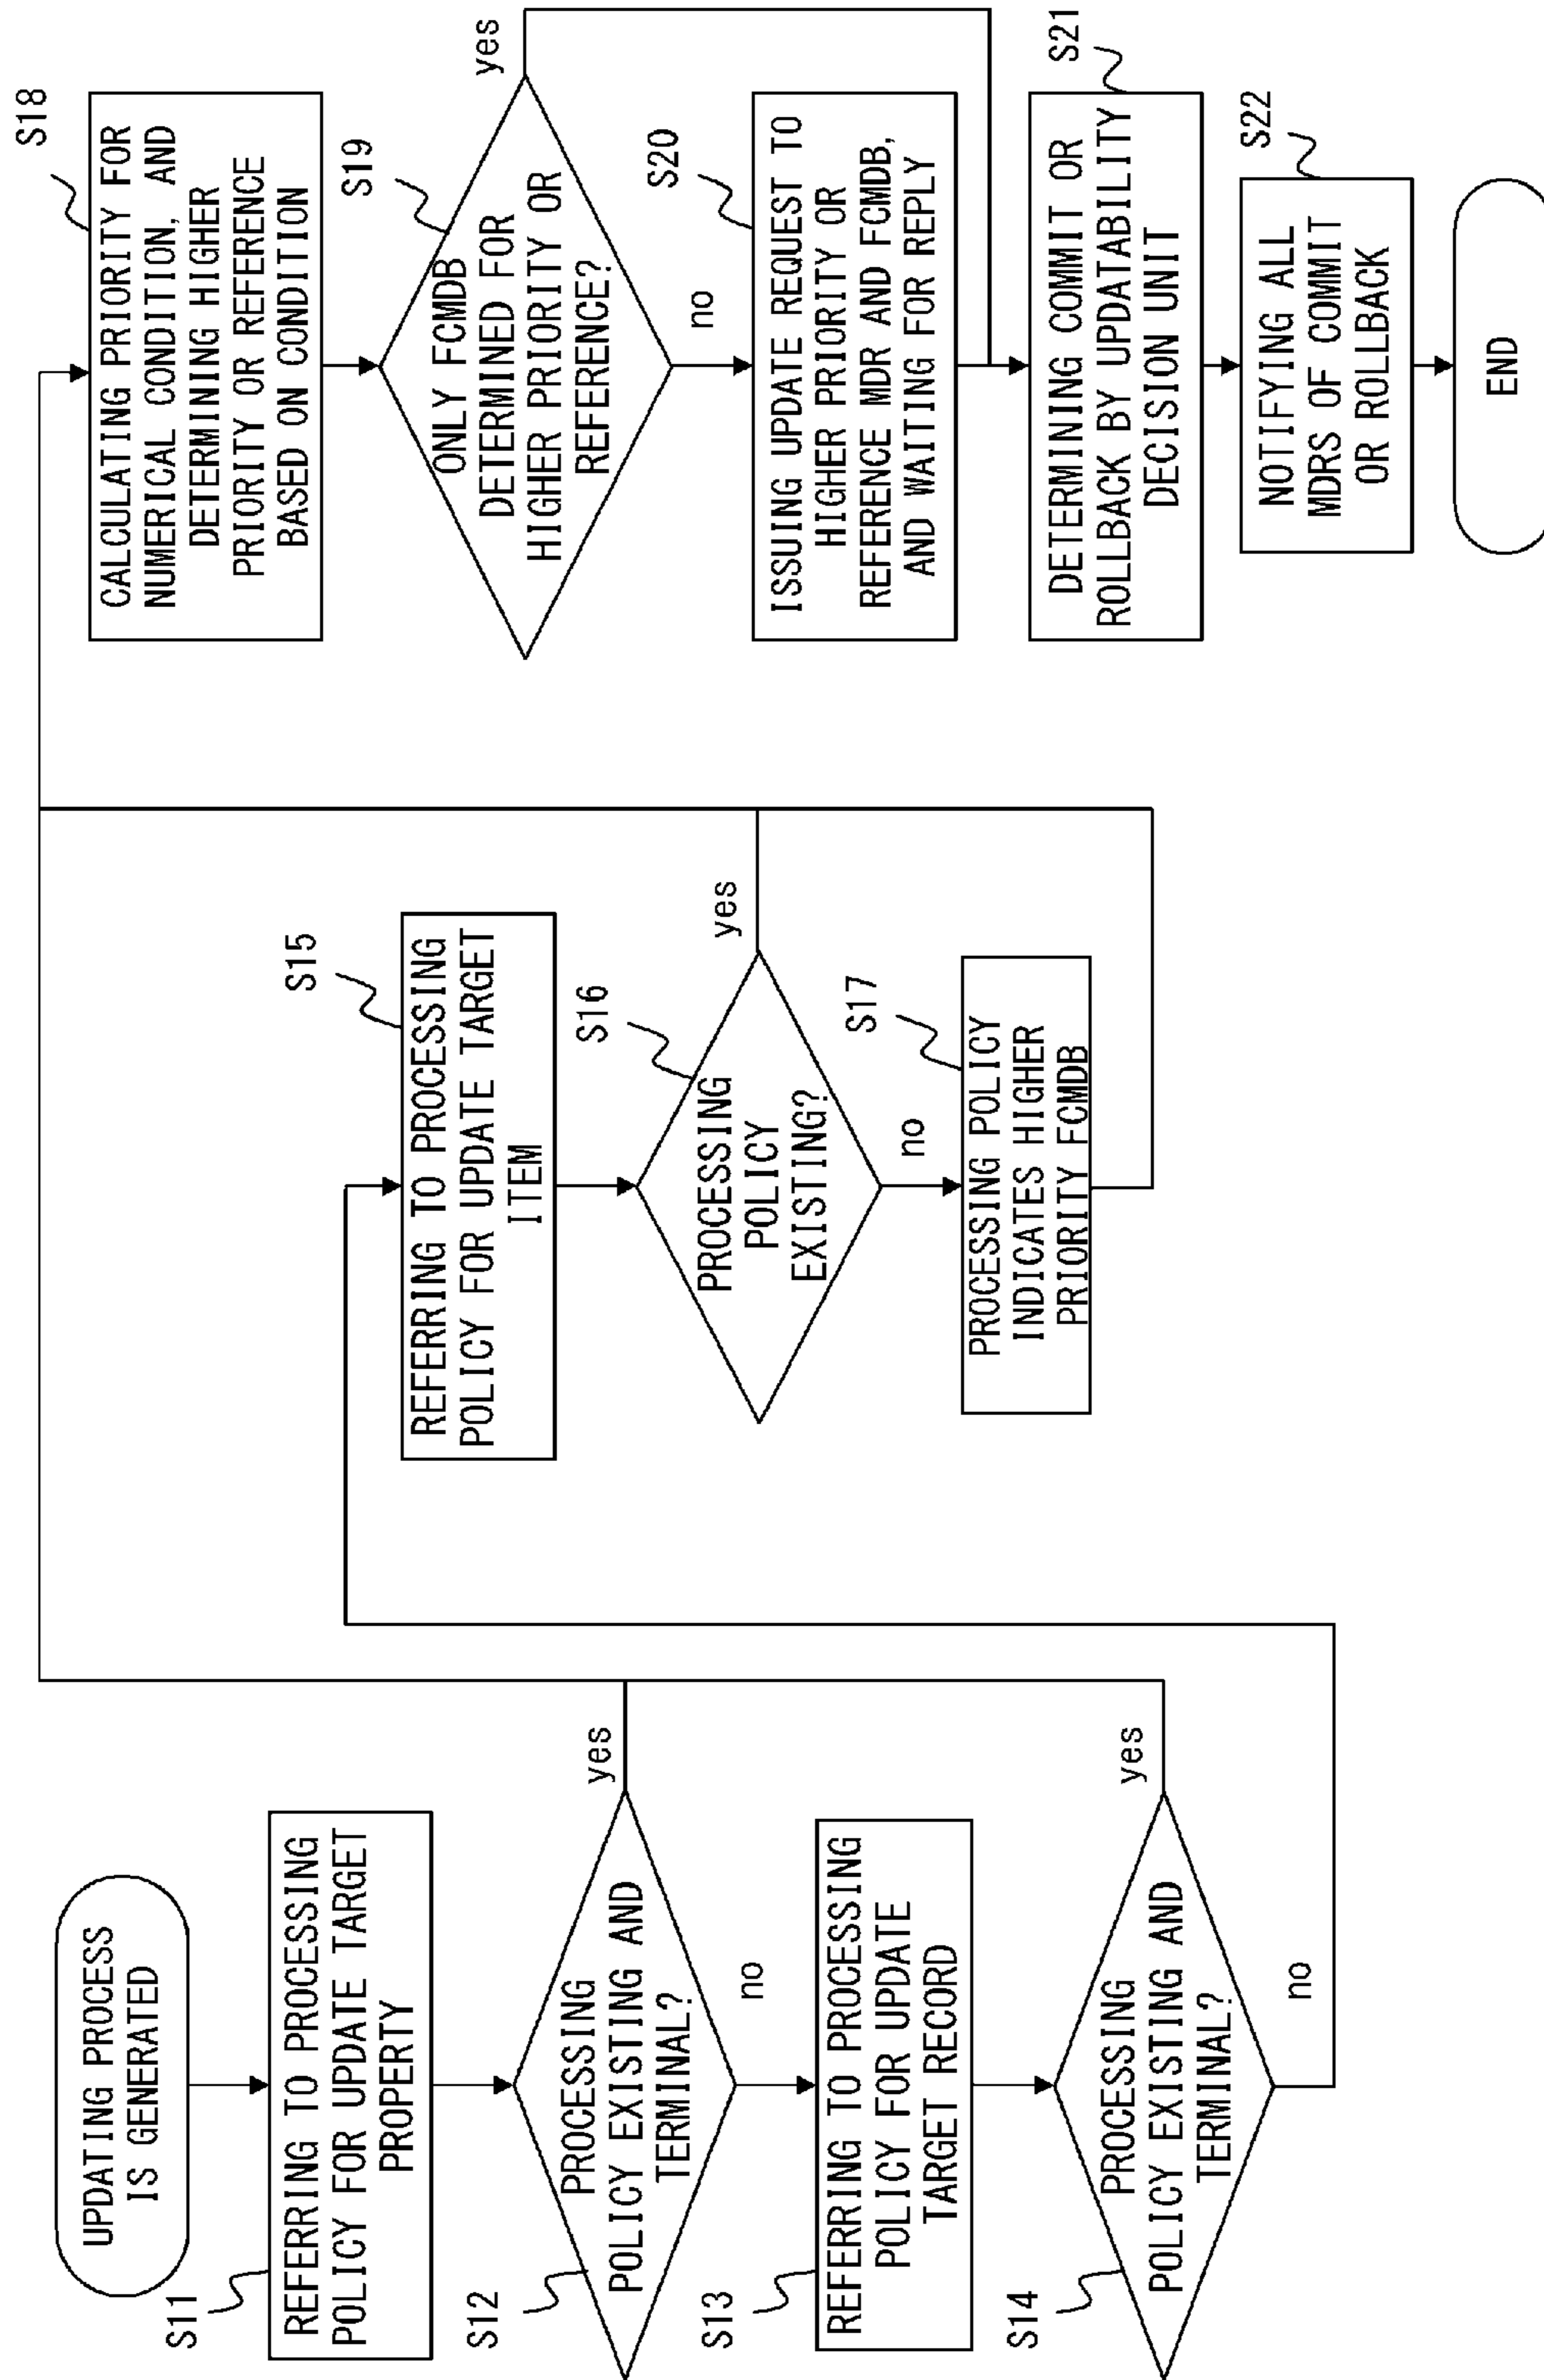 UPDATING PROCESS
IS GENERATED
S11
REFERRING TO PROCESSING
POLICY FOR UPDATE TARGET
PROPERTY
S12
PROCESSING
POLICY EXISTING AND
TERMINAL?
yes
no
S13
REFERRING TO PROCESSING
POLICY FOR UPDATE
TARGET RECORD
S14
PROCESSING
POLICY EXISTING AND
TERMINAL?
yes
no
S15
REFERRING TO PROCESSING
POLICY FOR UPDATE TARGET
ITEM
S16
PROCESSING
POLICY
EXISTING?
yes
no
S17
PROCESSING POLICY
INDICATES HIGHER
PRIORITY FCMDB
S18
CALCULATING PRIORITY FOR
NUMERICAL CONDITION, AND
DETERMINING HIGHER
PRIORITY OR REFERENCE
BASED ON CONDITION
S19
ONLY FCMDB
DETERMINED FOR
HIGHER PRIORITY OR
REFERENCE?
yes
no
S20
ISSUING UPDATE REQUEST TO
HIGHER PRIORITY OR
REFERENCE MDR AND FCMDB,
AND WAITING FOR REPLY
S21
DETERMINING COMMIT OR
ROLLBACK BY UPDATABILITY
DECISION UNIT
S22
NOTIFYING ALL
MDRS OF COMMIT
OR ROLLBACK
END